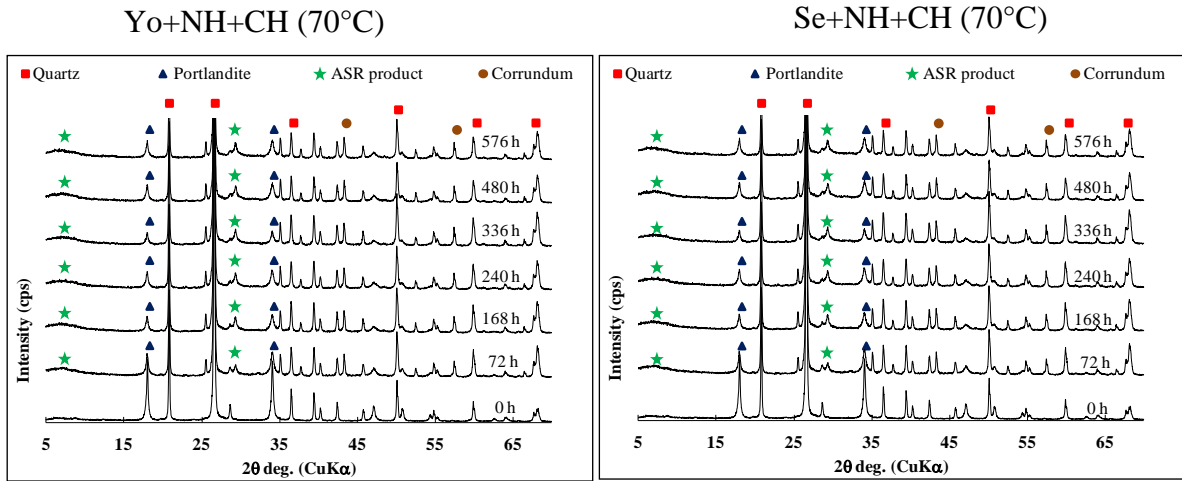 Yo+NH+CH (70°C)
Quartz
Portlandite
ASR product
Corrundum
576 h
480 h
336 h
240 h
168 h
72 h
0 h
Intensity (cps)
5 15 25 35 45 55 65
2θ deg. (CuKα)
Se+NH+CH (70°C)
Quartz
Portlandite
ASR product
Corrundum
576 h
480 h
336 h
240 h
168 h
72 h
0 h
Intensity (cps)
5 15 25 35 45 55 65
2θ deg. (CuKα)